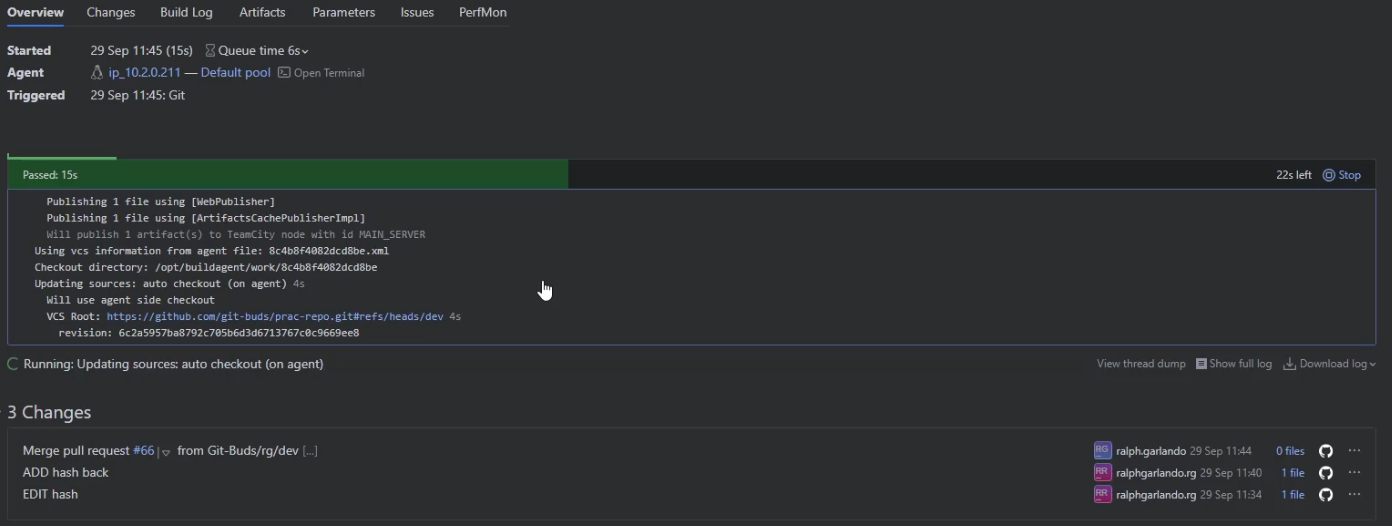 Overview Changes Build Log Artifacts Parameters Issues PerfMon
Started 29 Sep 11:45 (15s) Queue time 6s
Agent ip_10.2.0.211 — Default pool Open Terminal
Triggered 29 Sep 11:45: Git
Passed: 15s 22s left Stop
Publishing 1 file using [WebPublisher]
Publishing 1 file using [ArtifactsCachePublisherImpl]
Will publish 1 artifact(s) to TeamCity node with id MAIN_SERVER
Using vcs information from agent file: 8c4b8f4082dcd8be.xml
Checkout directory: /opt/buildagent/work/8c4b8f4082dcd8be
Updating sources: auto checkout (on agent) 4s
Will use agent side checkout
VCS Root: https://github.com/git-buds/prac-repo.git#refs/heads/dev 4s
revision: 6c2a5957ba8792c705b6d3d6713767c0c9669ee8
Running: Updating sources: auto checkout (on agent) View thread dump Show full log Download log
3 Changes
Merge pull request #66 from Git-Buds/rg/dev [...] RG ralph.garlando 29 Sep 11:44 0 files ...
ADD hash back RR ralphgarlando.rg 29 Sep 11:40 1 file ...
EDIT hash RR ralphgarlando.rg 29 Sep 11:34 1 file ...